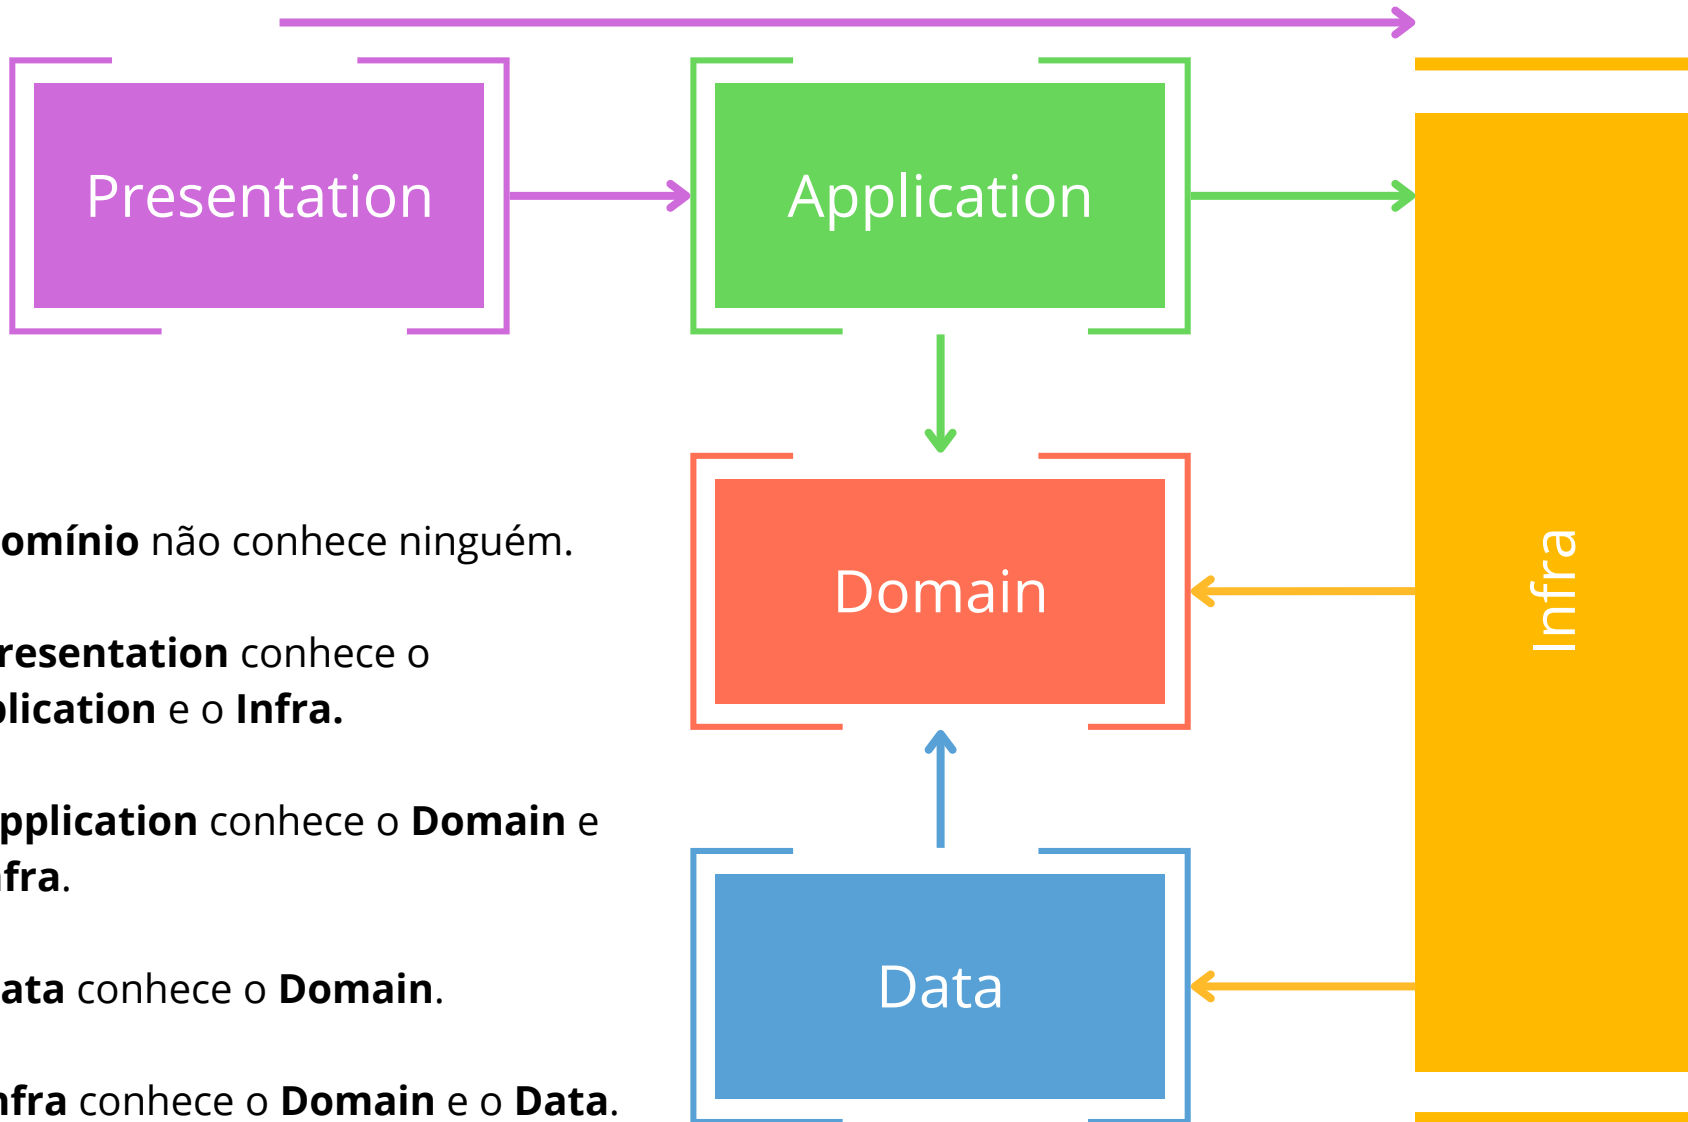 Presentation
Application
Domain
Data
Infra
omínio não conhece ninguém.
resentation conhece o
plication e o Infra.
pplication conhece o Domain e
nfra.
ata conhece o Domain.
nfra conhece o Domain e o Data.